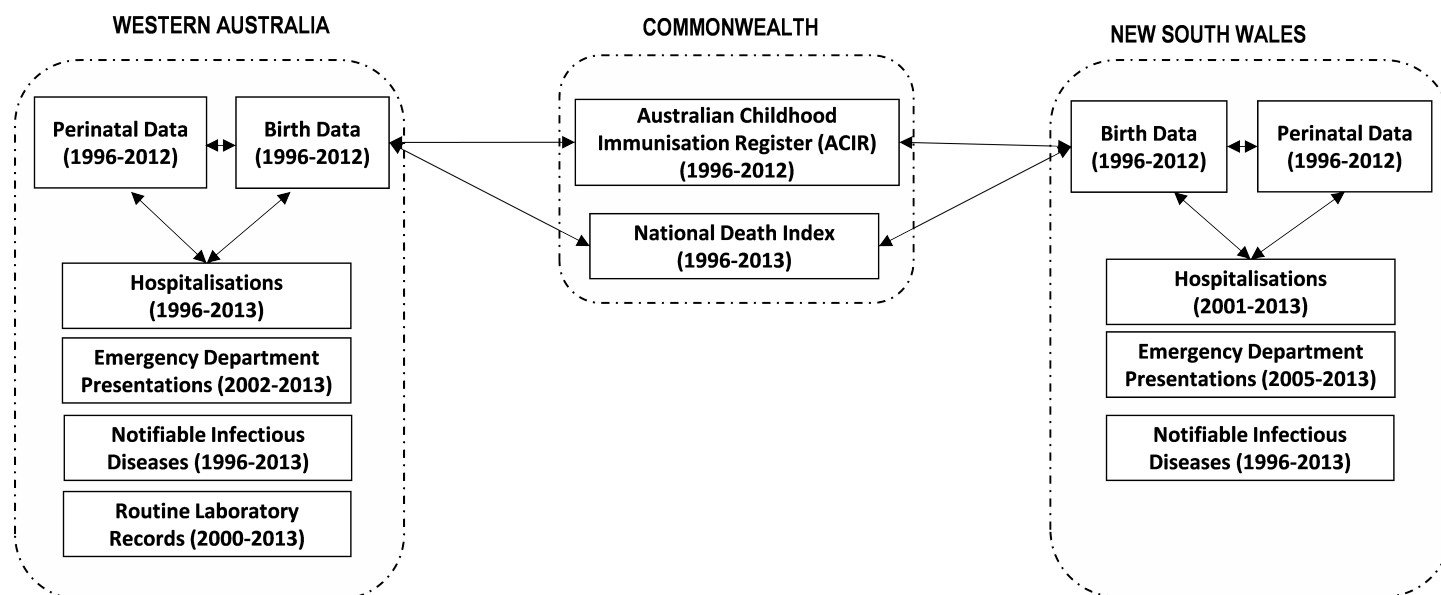 WESTERN AUSTRALIA
Perinatal Data
(1996-2012)
Birth Data
(1996-2012)
Hospitalisations
(1996-2013)
Emergency Department
Presentations (2002-2013)
Notifiable Infectious
Diseases (1996-2013)
Routine Laboratory
Records (2000-2013)
COMMONWEALTH
Australian Childhood
Immunisation Register (ACIR)
(1996-2012)
National Death Index
(1996-2013)
NEW SOUTH WALES
Birth Data
(1996-2012)
Perinatal Data
(1996-2012)
Hospitalisations
(2001-2013)
Emergency Department
Presentations (2005-2013)
Notifiable Infectious
Diseases (1996-2013)